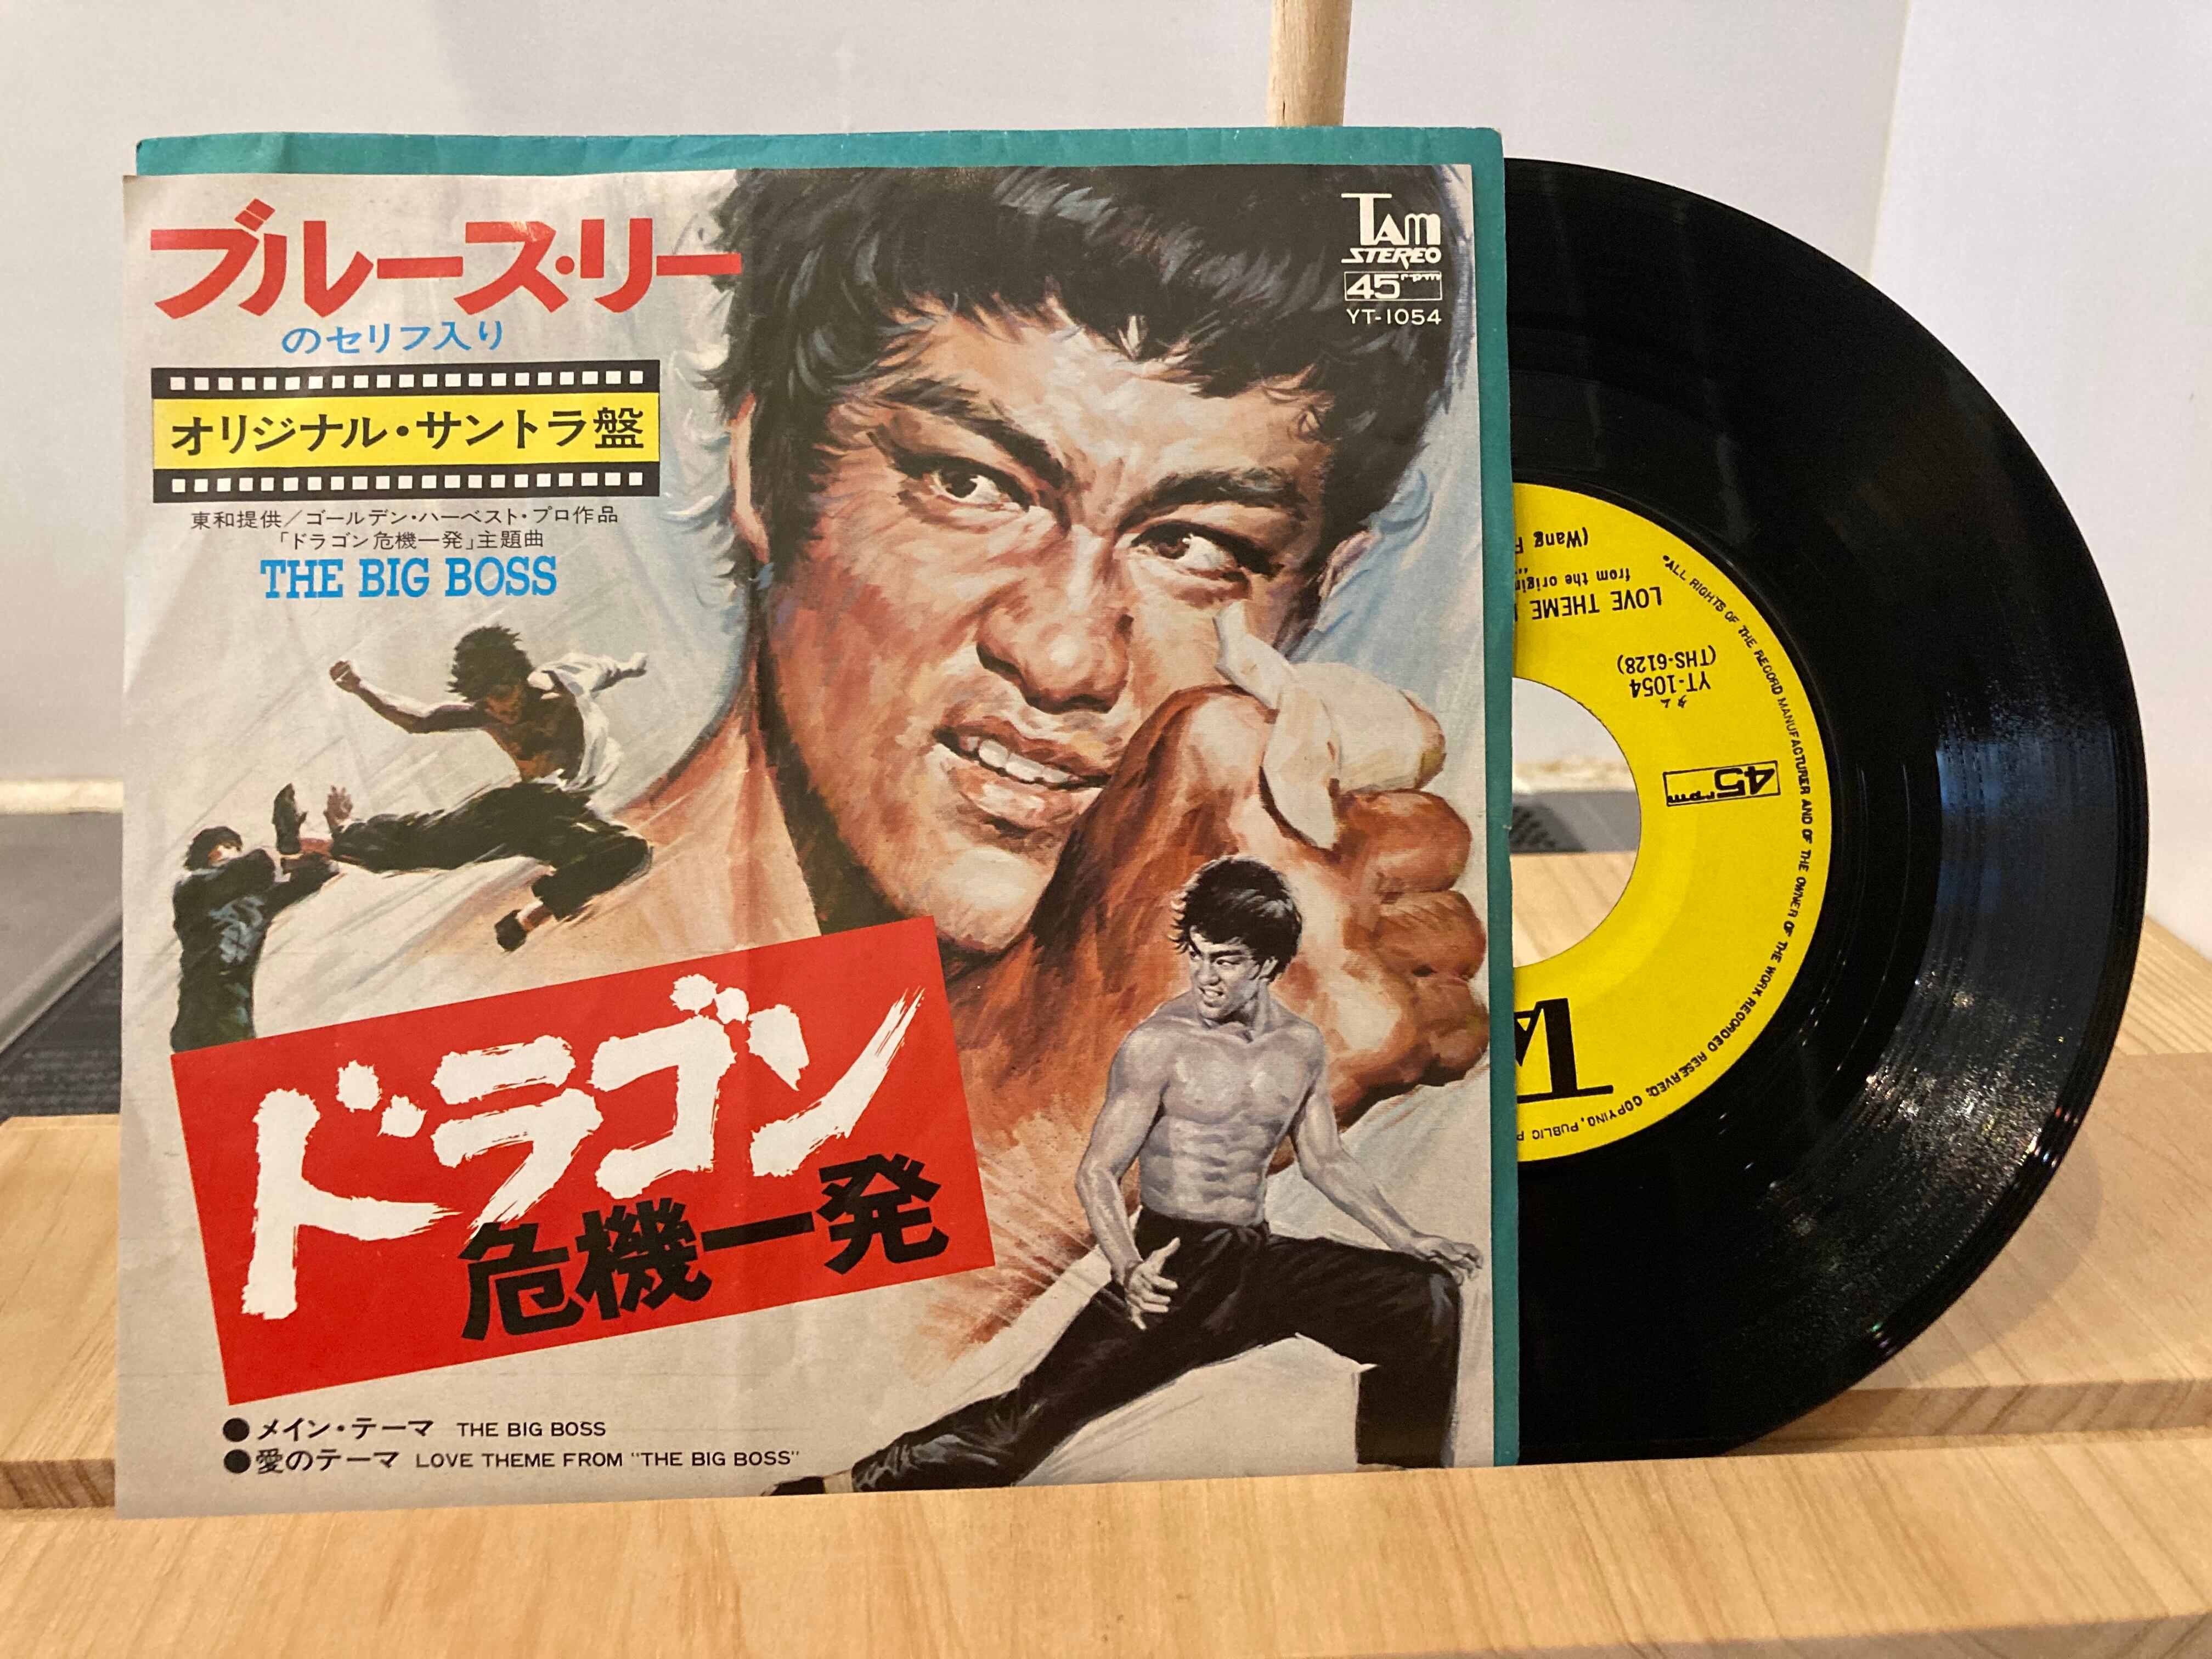 ブルース・リー
のセリフ入り
オリジナル・サントラ盤
東和提供/ゴールデン・ハーベスト・プロ作品
「ドラゴン危機一発」主題曲
THE BIG BOSS
TAM
STEREO
45rpm
YT-1054
ドラゴン
危機一発
●メイン・テーマ THE BIG BOSS
●愛のテーマ LOVE THEME FROM "THE BIG BOSS"
45rpm
タム
YT-1054
(THS-6128)
LOVE THEME
from the
(Wang
ALL RIGHTS OF THE RECORD MANUFACTURER AND OF THE OWNER OF THE WORK RECORDED RESERVED. COPYING, PUBLIC